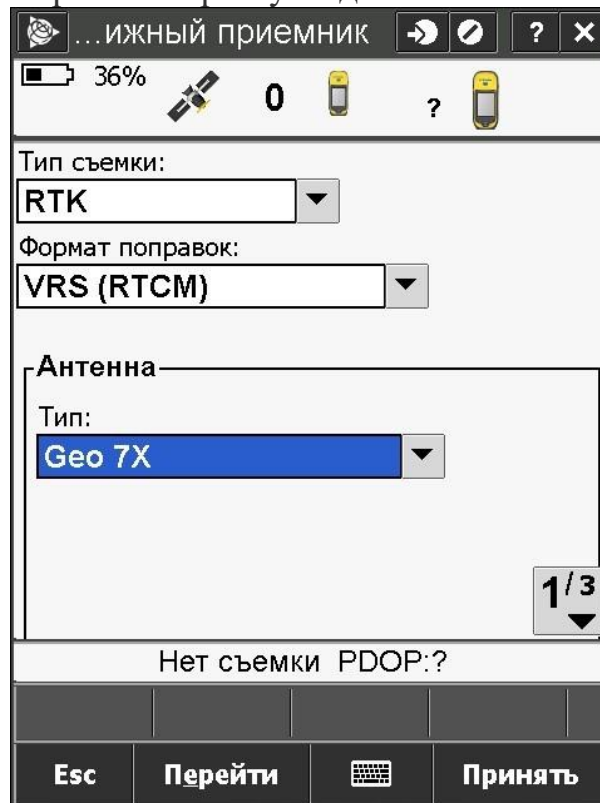 ...ижный приемник ? ×
36% 0 ?
Тип съемки:
RTK
Формат поправок:
VRS (RTCM)
Антенна
Тип:
Geo 7X
1/3
Нет съемки PDOP:?
Esc Перейти Принять